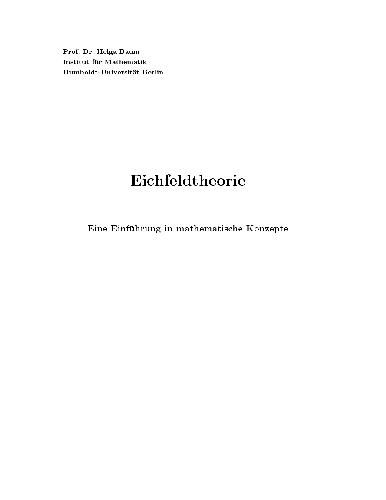 Prof. Dr. Helga Baum
Institut für Mathematik
Humboldt-Universität Berlin
Eichfeldtheorie
Eine Einführung in mathematische Konzepte